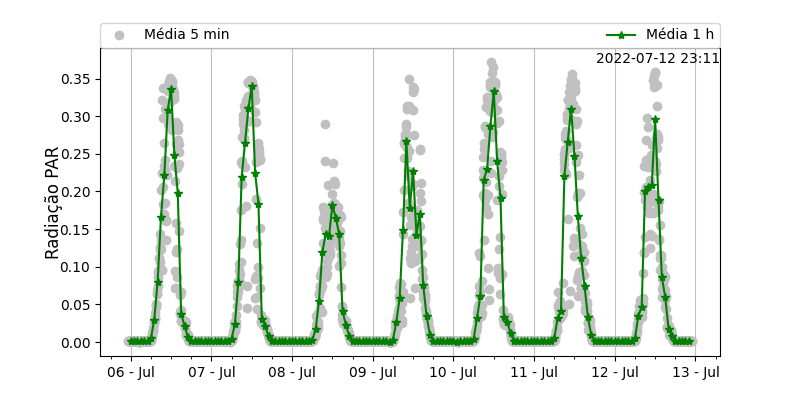 Média 5 min
Média 1 h
2022-07-12 23:11
Radiação PAR
0.35
0.30
0.25
0.20
0.15
0.10
0.05
0.00
06 - Jul
07 - Jul
08 - Jul
09 - Jul
10 - Jul
11 - Jul
12 - Jul
13 - Jul